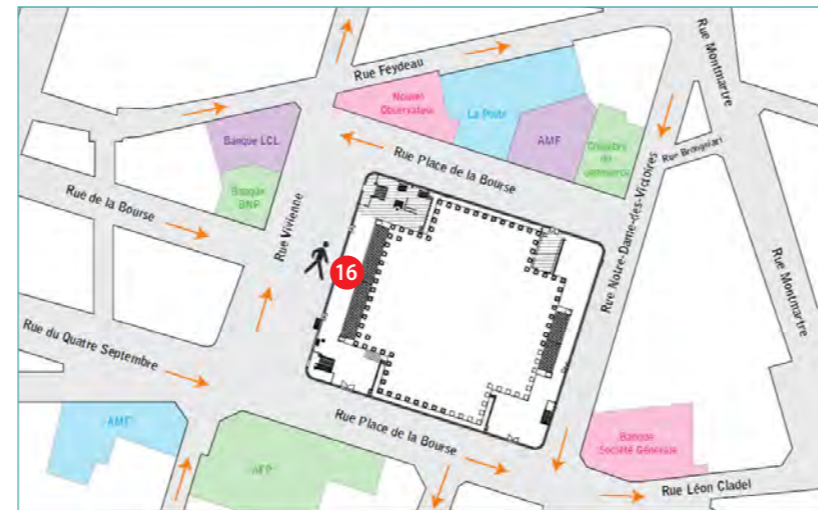 Rue Feydeau
Rue Montmartre
Nouvel
Observateur
La Poste
AMF
Chambre
de
commerce
Banque LCL
Banque
BNP
Rue Place de la Bourse
Rue Brongniart
Rue de la Bourse
Rue Vivienne
Rue Notre-Dame-des-Victoires
16
Rue Montmartre
Rue du Quatre Septembre
Rue Place de la Bourse
AMF
AFP
Banque
Société Générale
Rue Léon Cladel